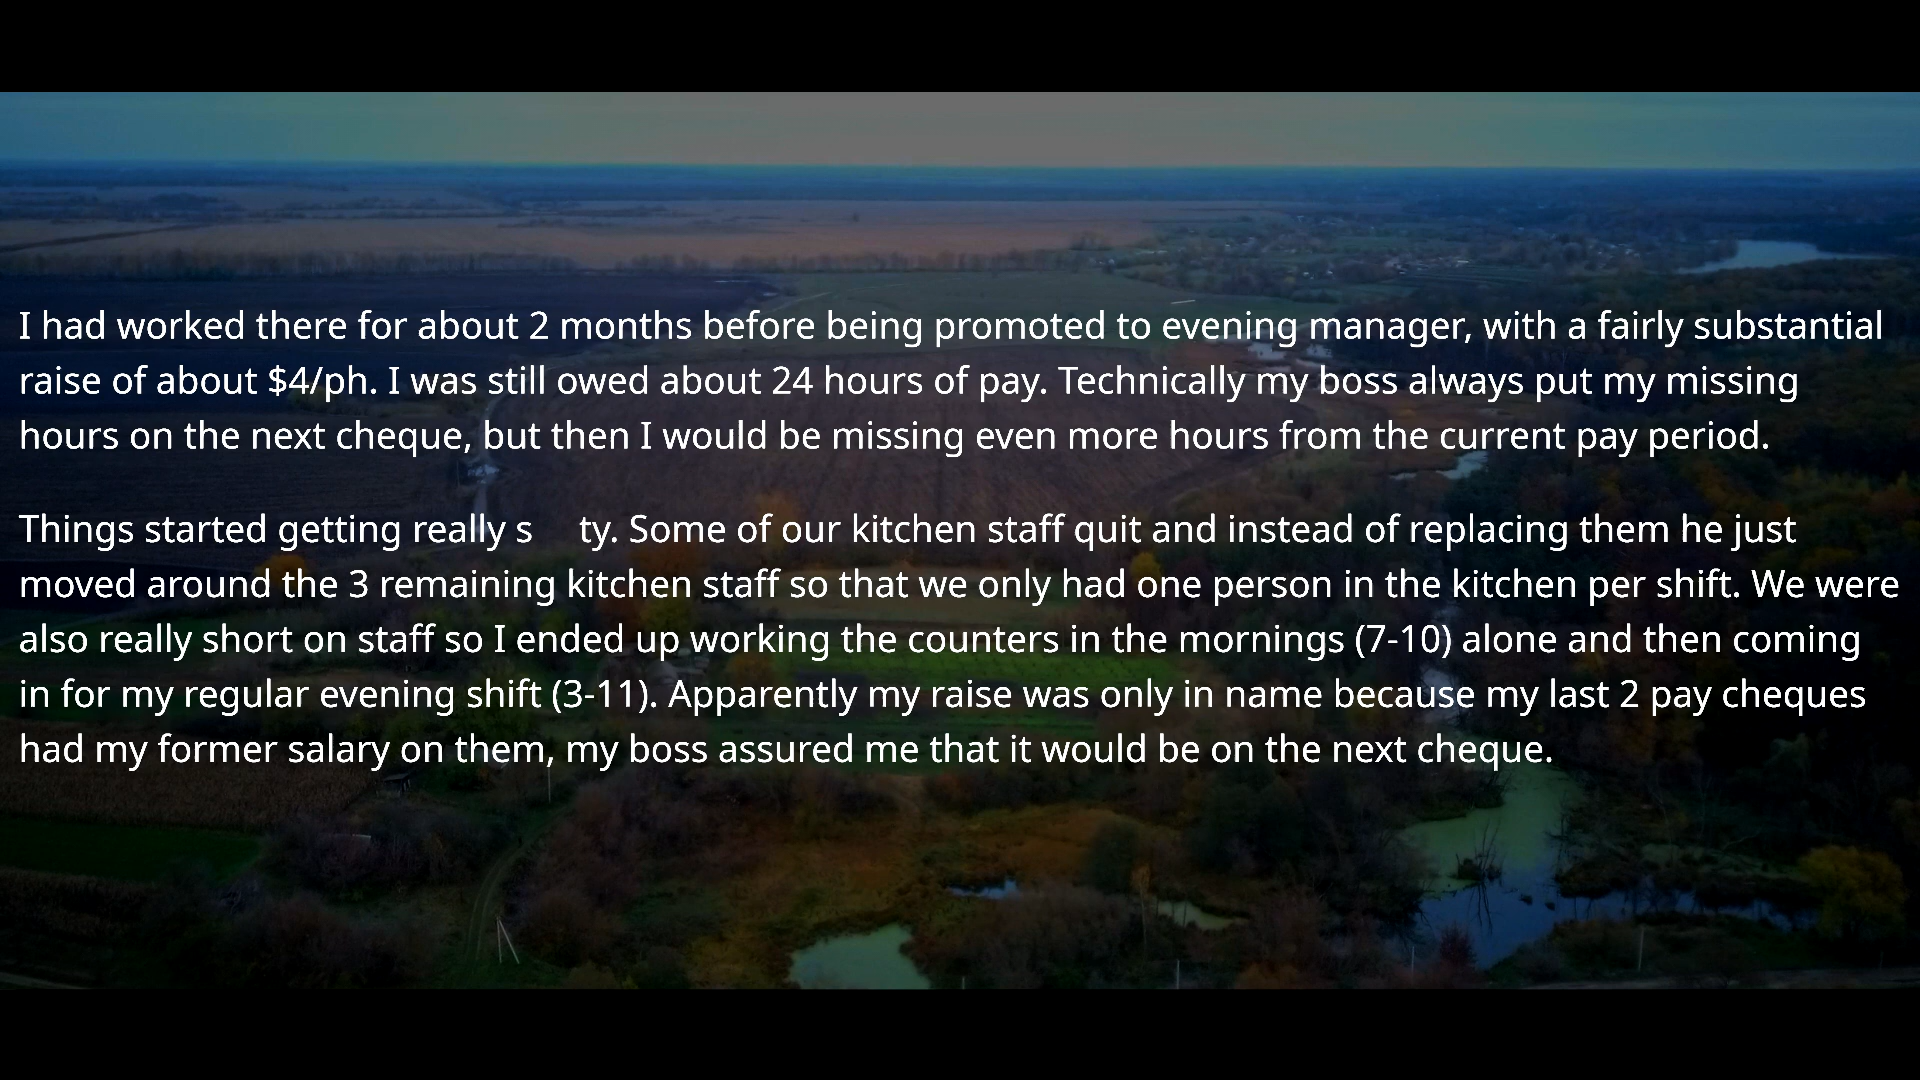 I had worked there for about 2 months before being promoted to evening manager, with a fairly substantial
raise of about $4/ph. I was still owed about 24 hours of pay. Technically my boss always put my missing
hours on the next cheque, but then I would be missing even more hours from the current pay period.
Things started getting really s ty. Some of our kitchen staff quit and instead of replacing them he just
moved around the 3 remaining kitchen staff so that we only had one person in the kitchen per shift. We were
also really short on staff so I ended up working the counters in the mornings (7-10) alone and then coming
in for my regular evening shift (3-11). Apparently my raise was only in name because my last 2 pay cheques
had my former salary on them, my boss assured me that it would be on the next cheque.